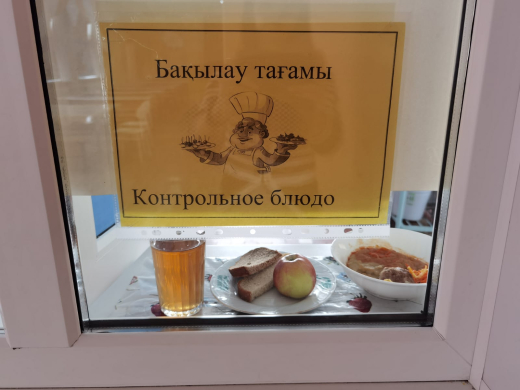 Бақылау тағамы
Контрольное блюдо